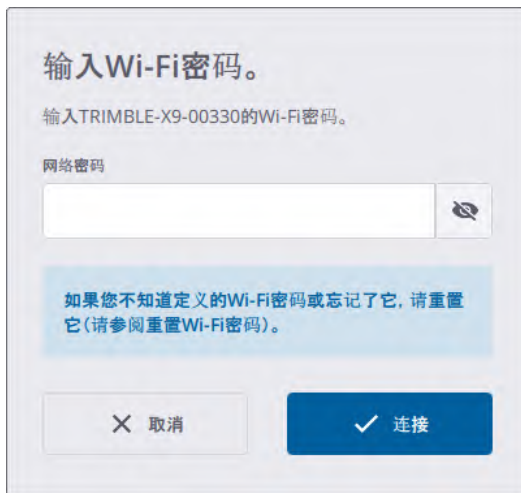 输入Wi-Fi密码。
输入TRIMBLE-X9-00330的Wi-Fi密码。
网络密码
如果您不知道定义的Wi-Fi密码或忘记了它, 请重置
它(请参阅重置Wi-Fi密码)。
取消
连接